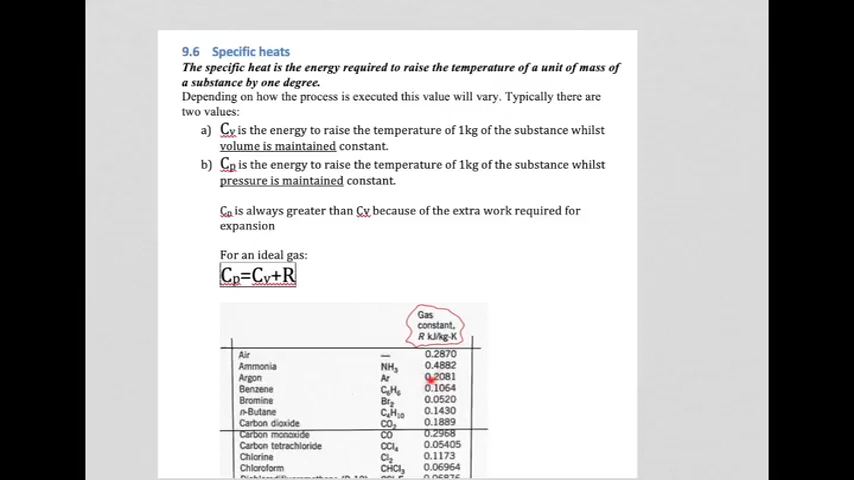 9.6 Specific heats
The specific heat is the energy required to raise the temperature of a unit of mass of
a substance by one degree.
Depending on how the process is executed this value will vary. Typically there are
two values:
a) Cv is the energy to raise the temperature of 1kg of the substance whilst
volume is maintained constant.
b) Cp is the energy to raise the temperature of 1kg of the substance whilst
pressure is maintained constant.
Cp is always greater than Cv because of the extra work required for
expansion
For an ideal gas:
Cp=Cv+R
Gas
constant,
R kJ/kg·K
Air — 0.2870
Ammonia NH3 0.4882
Argon Ar 0.2081
Benzene C6H6 0.1064
Bromine Br2 0.0520
n-Butane C4H10 0.1430
Carbon dioxide CO2 0.1889
Carbon monoxide CO 0.2968
Carbon tetrachloride CCl4 0.05405
Chlorine Cl2 0.1173
Chloroform CHCl3 0.06964